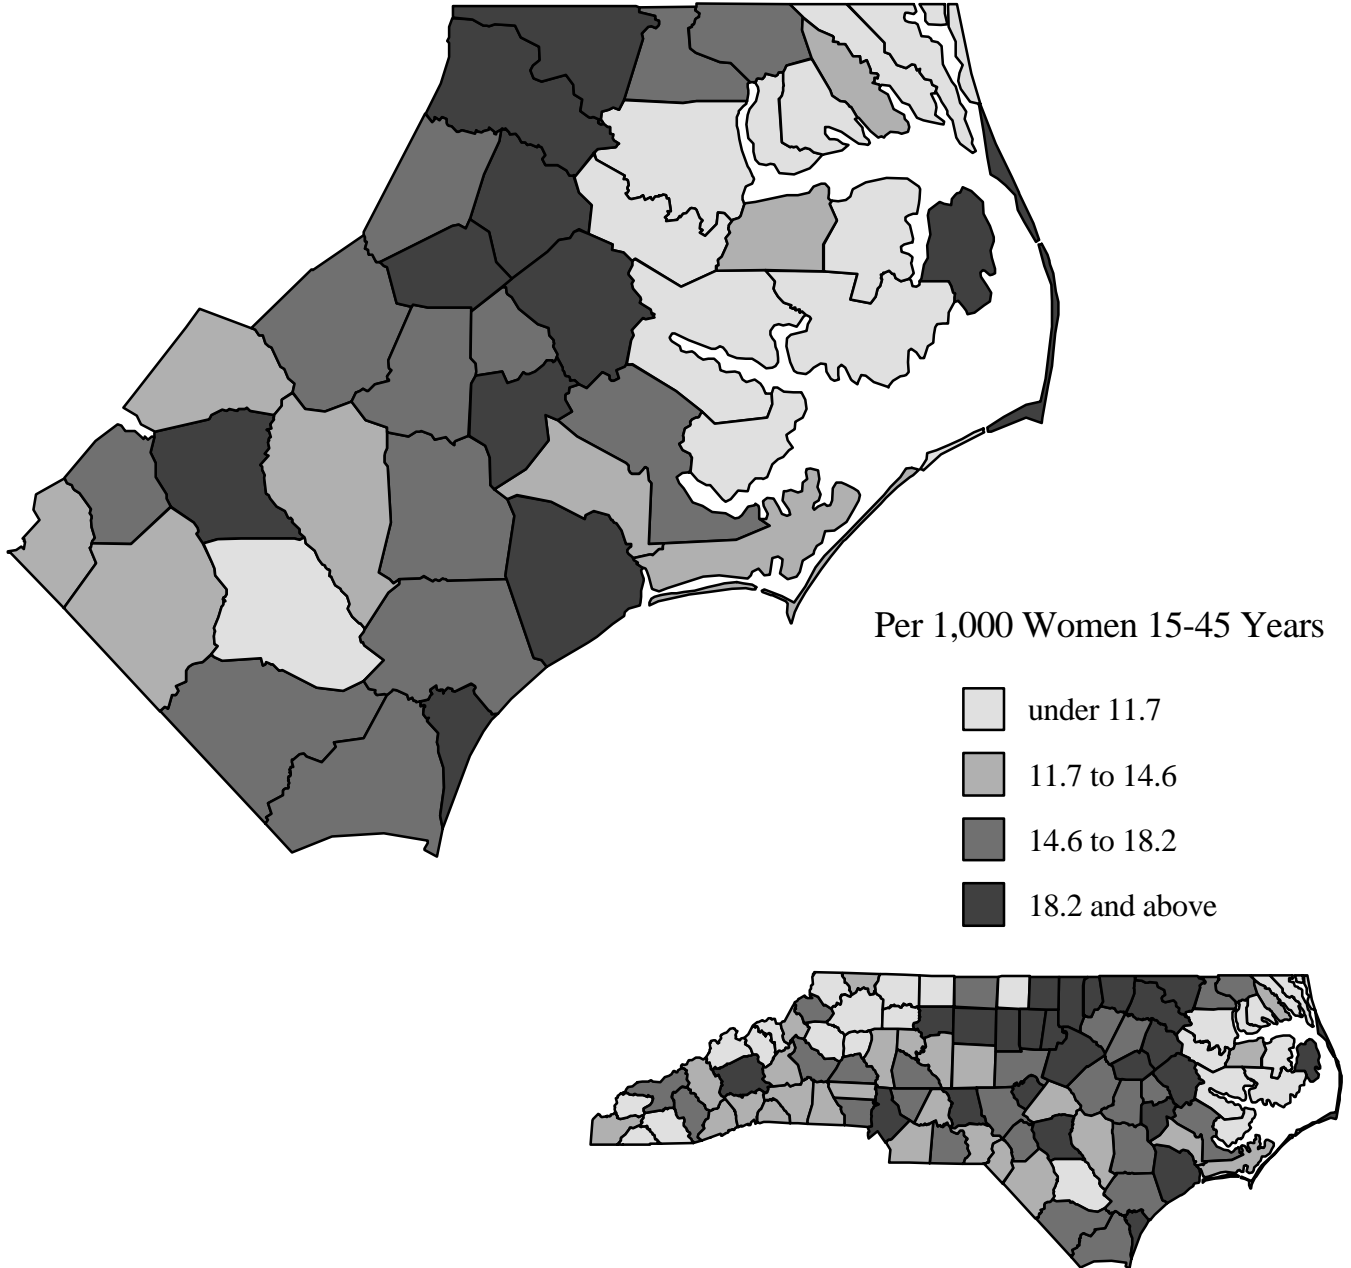 Per 1,000 Women 15-45 Years
under 11.7
11.7 to 14.6
14.6 to 18.2
18.2 and above